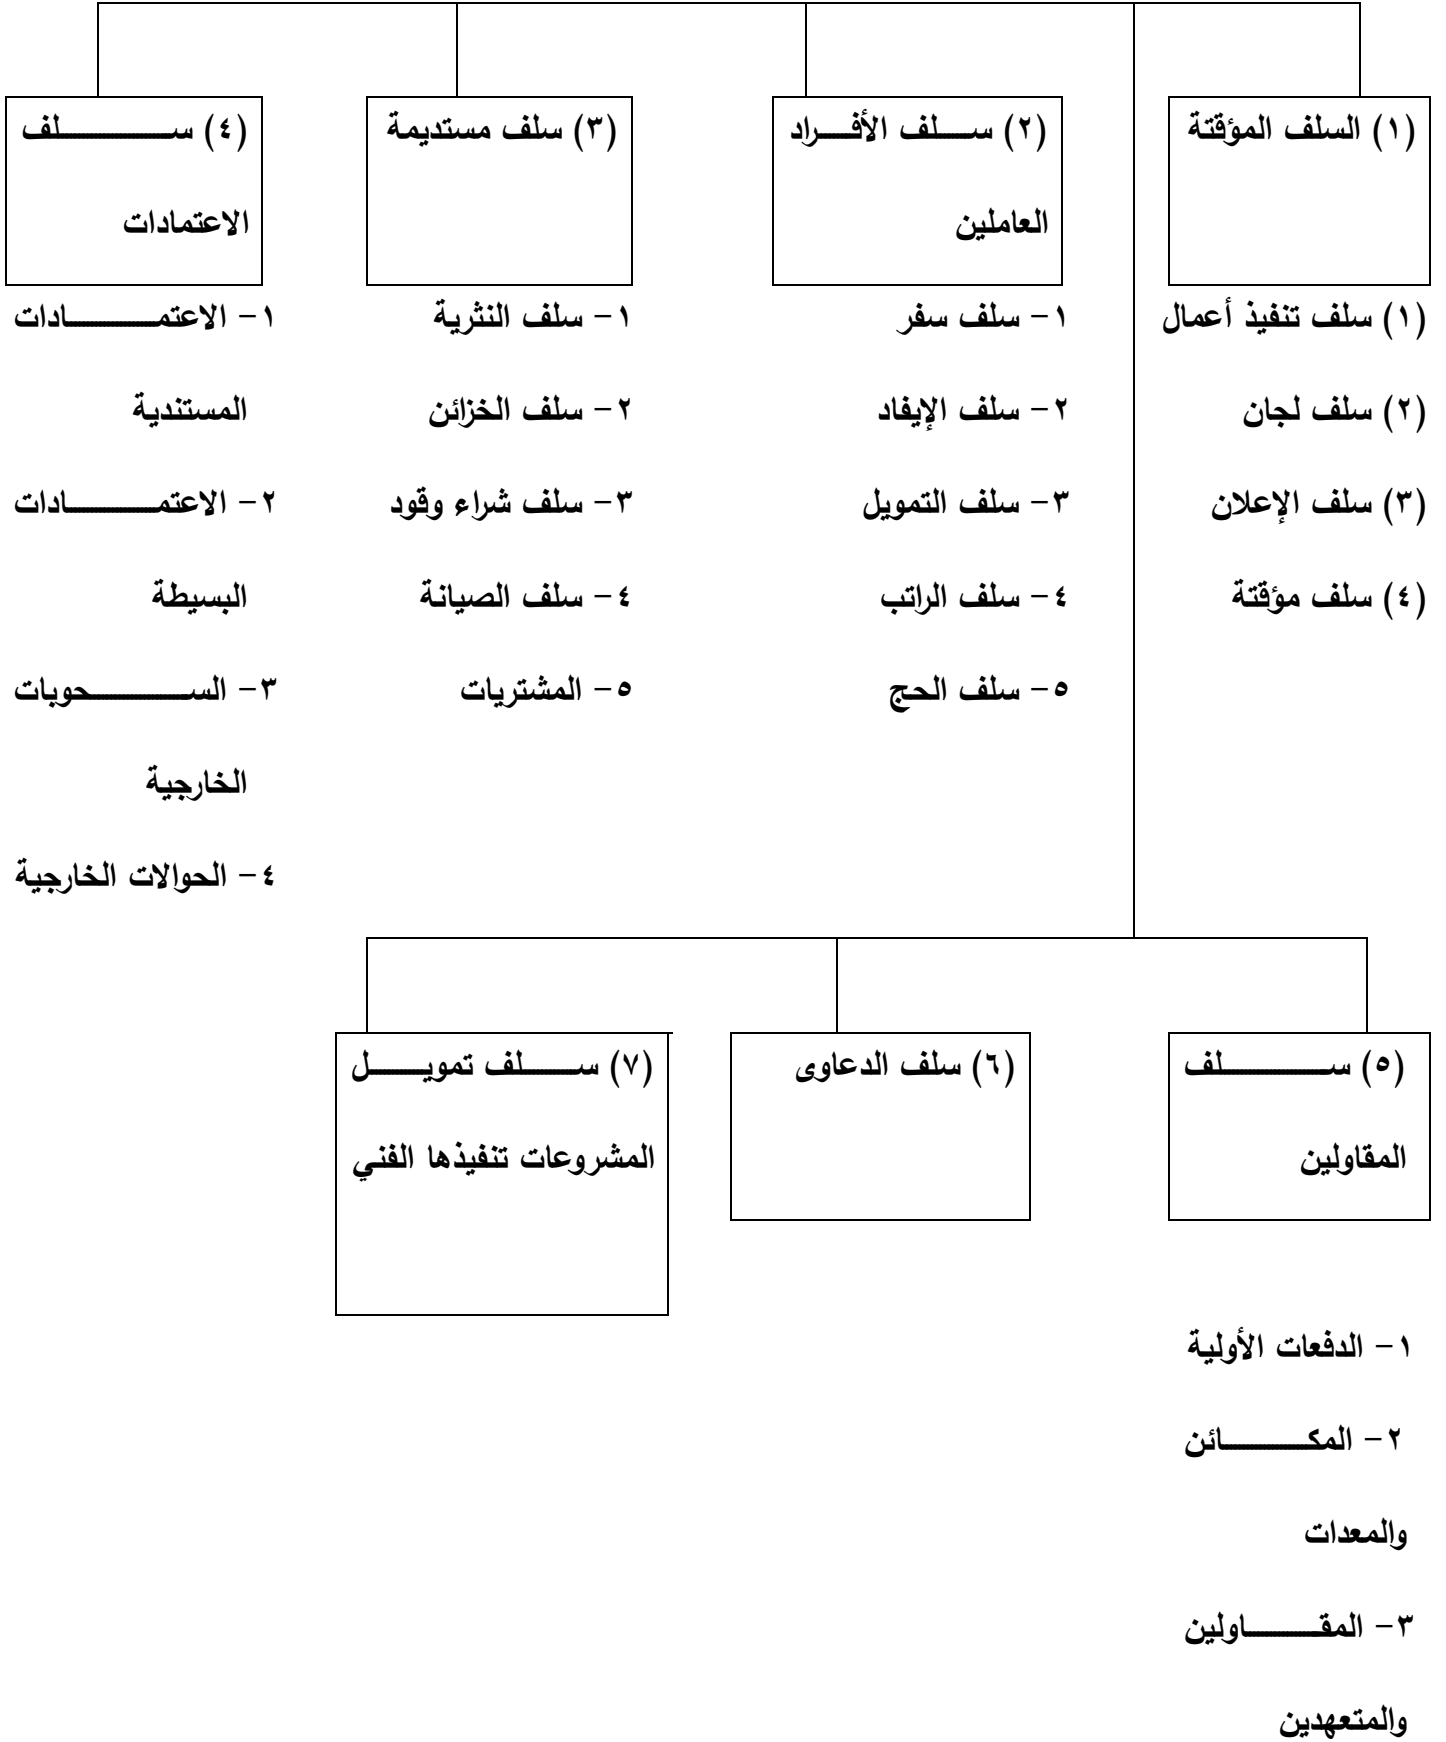 (١) السلف المؤقتة
(١) سلف تنفيذ أعمال
(٢) سلف لجان
(٣) سلف الإعلان
(٤) سلف مؤقتة
(٢) سلف الأفراد
العاملين
١- سلف سفر
٢- سلف الإيفاد
٣- سلف التمويل
٤- سلف الراتب
٥- سلف الحج
(٣) سلف مستديمة
١- سلف النثرية
٢- سلف الخزائن
٣- سلف شراء وقود
٤- سلف الصيانة
٥- المشتريات
(٤) سلف
الاعتمادات
١- الاعتمادات
المستندية
٢- الاعتمادات
البسيطة
٣- السحوبات
الخارجية
٤- الحوالات الخارجية
(٥) سلف
المقاولين
١- الدفعات الأولية
٢- المكائن
والمعدات
٣- المقاولين
والمتعهدين
(٦) سلف الدعاوى
(٧) سلف تمويل
المشروعات تنفيذها الفني